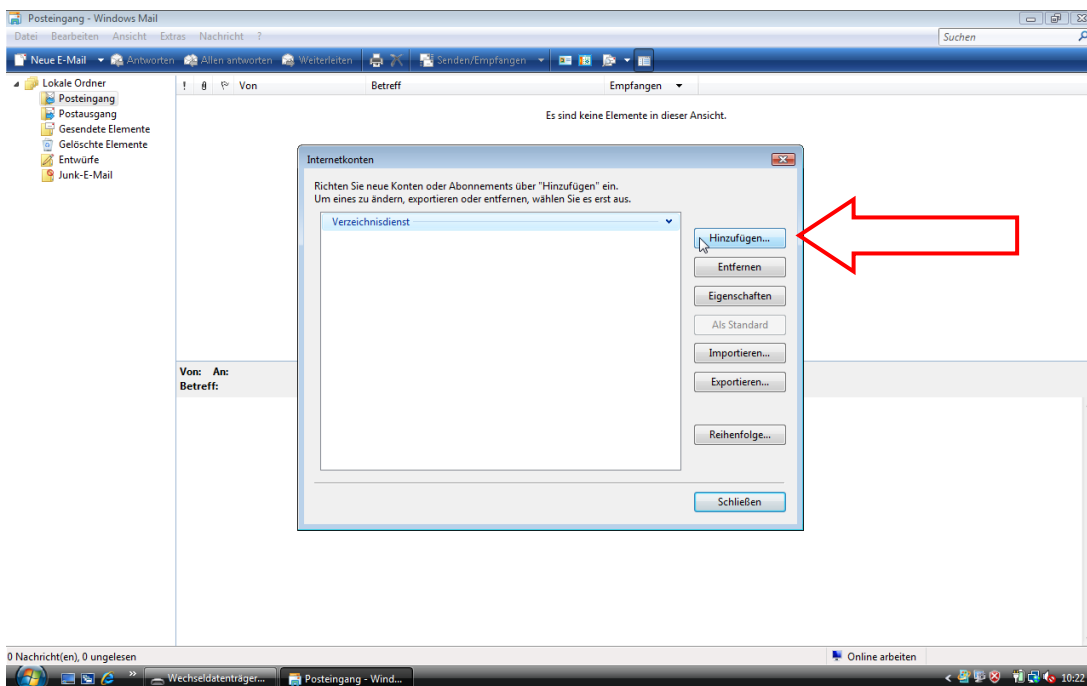 Posteingang - Windows Mail
Datei Bearbeiten Ansicht Extras Nachricht ?
Suchen
Neue E-Mail Antworten Allen antworten Weiterleiten Senden/Empfangen
Lokale Ordner
Posteingang
Postausgang
Gesendete Elemente
Gelöschte Elemente
Entwürfe
Junk-E-Mail
! Von Betreff Empfangen
Es sind keine Elemente in dieser Ansicht.
Internetkonten
Richten Sie neue Konten oder Abonnements über "Hinzufügen" ein.
Um eines zu ändern, exportieren oder entfernen, wählen Sie es erst aus.
Verzeichnisdienst
Hinzufügen...
Entfernen
Eigenschaften
Als Standard
Importieren...
Exportieren...
Reihenfolge...
Schließen
Von: An:
Betreff:
0 Nachricht(en), 0 ungelesen
Online arbeiten
Wechseldatenträger...
Posteingang - Wind...
10:22